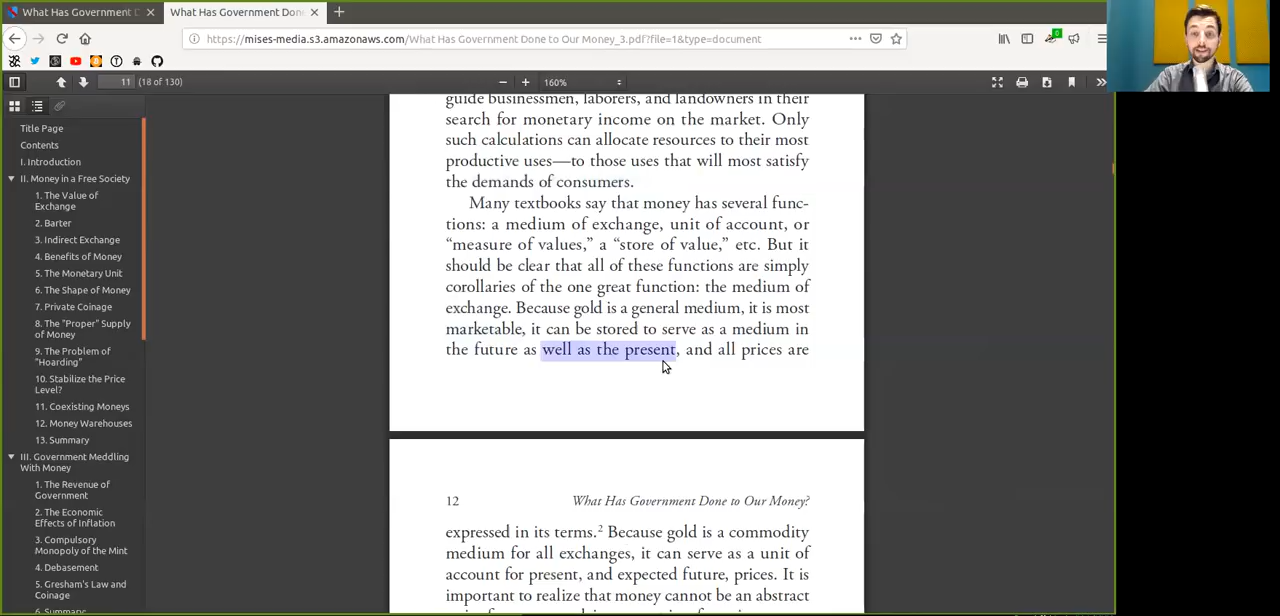 What Has Government D
What Has Government Don
https://mises-media.s3.amazonaws.com/What Has Government Done to Our Money_3.pdf?file=1&type=document
0
11 (18 of 130)
160%
Title Page
Contents
I. Introduction
II. Money in a Free Society
1. The Value of
Exchange
2. Barter
3. Indirect Exchange
4. Benefits of Money
5. The Monetary Unit
6. The Shape of Money
7. Private Coinage
8. The "Proper" Supply
of Money
9. The Problem of
“Hoarding”
10. Stabilize the Price
Level?
11. Coexisting Moneys
12. Money Warehouses
13. Summary
III. Government Meddling
With Money
1. The Revenue of
Government
2. The Economic
Effects of Inflation
3. Compulsory
Monopoly of the Mint
4. Debasement
5. Gresham's Law and
Coinage
6. Summary
guide businessmen, laborers, and landowners in their
search for monetary income on the market. Only
such calculations can allocate resources to their most
productive uses—to those uses that will most satisfy
the demands of consumers.
Many textbooks say that money has several func-
tions: a medium of exchange, unit of account, or
“measure of values,” a “store of value,” etc. But it
should be clear that all of these functions are simply
corollaries of the one great function: the medium of
exchange. Because gold is a general medium, it is most
marketable, it can be stored to serve as a medium in
the future as well as the present, and all prices are
12 What Has Government Done to Our Money?
expressed in its terms.² Because gold is a commodity
medium for all exchanges, it can serve as a unit of
account for present, and expected future, prices. It is
important to realize that money cannot be an abstract